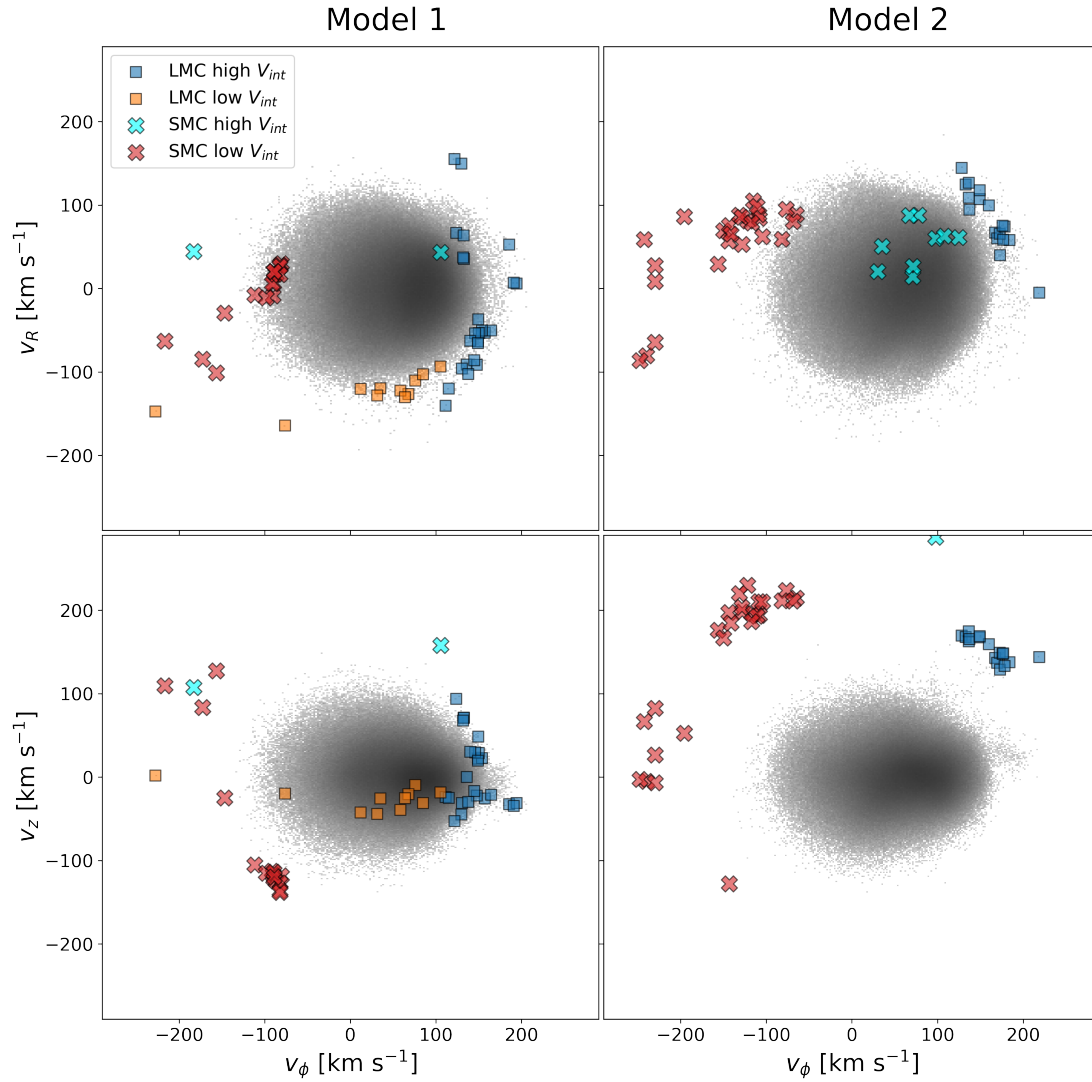 Model 1
Model 2
LMC high V_int
LMC low V_int
SMC high V_int
SMC low V_int
v_R [km s⁻¹]
200
100
0
−100
−200
v_z [km s⁻¹]
200
100
0
−100
−200
−200 −100 0 100 200
−200 −100 0 100 200
v_ϕ [km s⁻¹]
v_ϕ [km s⁻¹]